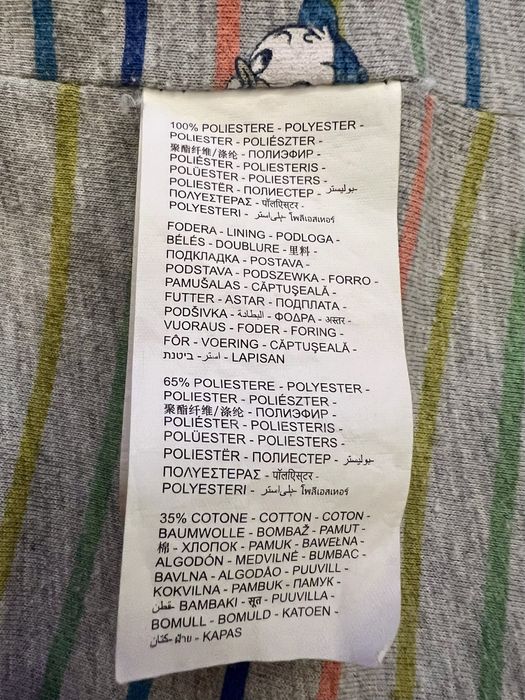 100% POLIESTERE - POLYESTER -
POLIESTER - POLIÉSZTER -
聚酯纤维/涤纶 - ПОЛИЭФИР -
POLIÉSTER - POLIESTERIS -
POLÜESTER - POLIESTERS -
POLIESTËR - ПОЛИЕСТЕР - بوليستر -
ΠΟΛΥΕΣΤΕΡΑΣ - पॉलिएस्टर -
POLYESTERI - پلی‌استر - โพลีเอสเทอร์
FODERA - LINING - PODLOGA -
BÉLÉS - DOUBLURE - 里料 -
ПОДКЛАДКА - POSTAVA -
PODSTAVA - PODSZEWKA - FORRO -
PAMUŠALAS - CĂPTUŞEALĂ -
FUTTER - ASTAR - ПОДПЛАТА -
PODŠIVKA - البطانة - ΦΟΔΡΑ - अस्तर -
VUORAUS - FODER - FORING -
FÔR - VOERING - CĂPTUŞEALĂ -
בטינות - آستر - LAPISAN
65% POLIESTERE - POLYESTER -
POLIESTER - POLIÉSZTER -
聚酯纤维/涤纶 - ПОЛИЭФИР -
POLIÉSTER - POLIESTERIS -
POLÜESTER - POLIESTERS -
POLIESTËR - ПОЛИЕСТЕР - بوليستر -
ΠΟΛΥΕΣΤΕΡΑΣ - पॉलिएस्टर -
POLYESTERI - پلی‌استر - โพลีเอสเทอร์
35% COTONE - COTTON - COTON -
BAUMWOLLE - BOMBAŽ - PAMUT -
棉 - ХЛОПОК - PAMUK - BAWEŁNA -
ALGODÓN - MEDVILNĖ - BUMBAC -
BAVLNA - ALGODÃO - PUUVILL -
KOKVILNA - PAMBUK - ПАМУК -
قطن - BAMBAKI - सूत - PUUVILLA -
BOMULL - BOMULD - KATOEN -
کتان - ฝ้าย - KAPAS